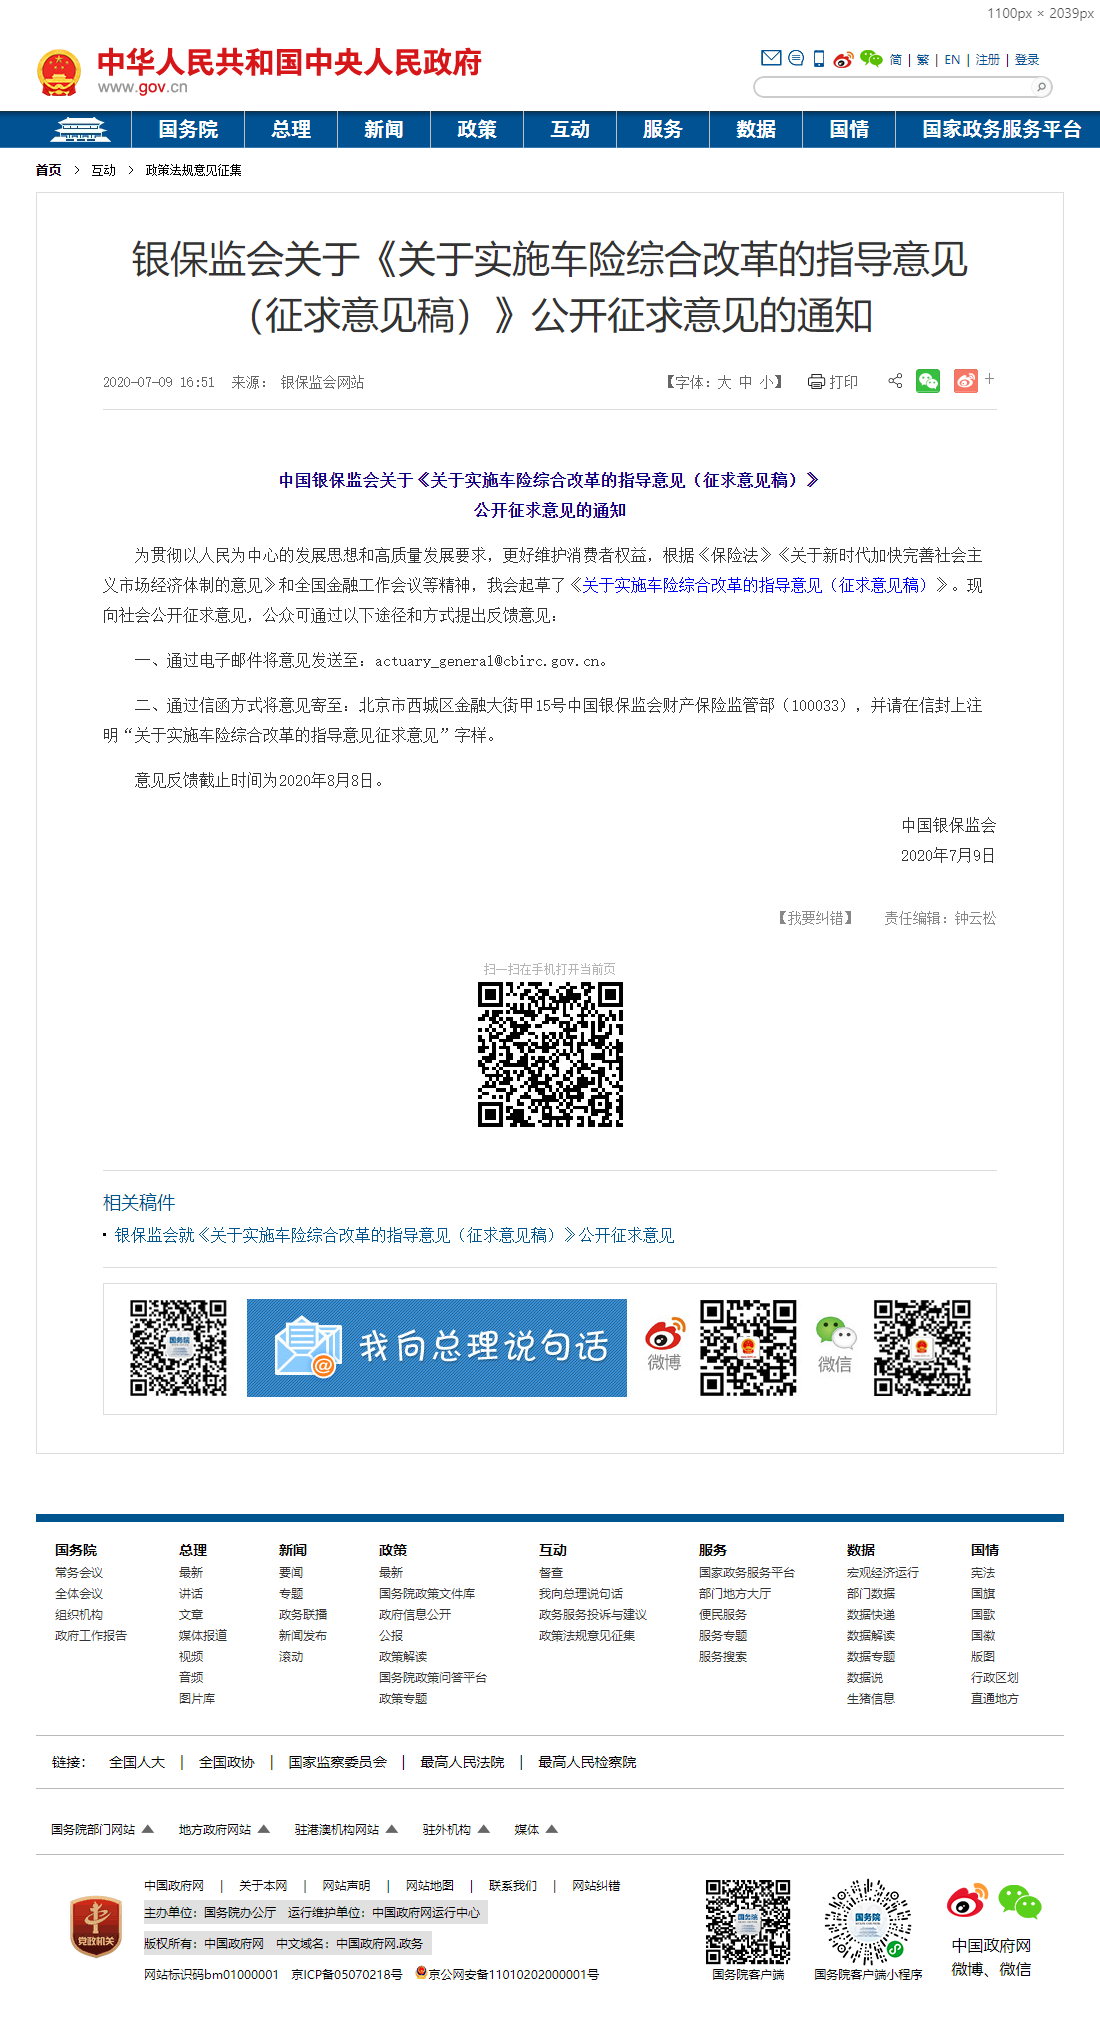 1100px × 2039px
中华人民共和国中央人民政府
www.gov.cn
简 | 繁 | EN | 注册 | 登录
国务院 总理 新闻 政策 互动 服务 数据 国情 国家政务服务平台
首页 > 互动 > 政策法规意见征集
银保监会关于《关于实施车险综合改革的指导意见
（征求意见稿）》公开征求意见的通知
2020-07-09 16:51 来源： 银保监会网站 【字体：大 中 小】 打印 +
中国银保监会关于《关于实施车险综合改革的指导意见（征求意见稿）》
公开征求意见的通知
为贯彻以人民为中心的发展思想和高质量发展要求，更好维护消费者权益，根据《保险法》《关于新时代加快完善社会主
义市场经济体制的意见》和全国金融工作会议等精神，我会起草了《关于实施车险综合改革的指导意见（征求意见稿）》。现
向社会公开征求意见，公众可通过以下途径和方式提出反馈意见：
一、通过电子邮件将意见发送至：actuary_general@cbirc.gov.cn。
二、通过信函方式将意见寄至：北京市西城区金融大街甲15号中国银保监会财产保险监管部（100033），并请在信封上注
明“关于实施车险综合改革的指导意见征求意见”字样。
意见反馈截止时间为2020年8月8日。
中国银保监会
2020年7月9日
【我要纠错】 责任编辑：钟云松
扫一扫在手机打开当前页
相关稿件
· 银保监会就《关于实施车险综合改革的指导意见（征求意见稿）》公开征求意见
国务院 我向总理说句话 微博 微信
国务院 总理 新闻 政策 互动 服务 数据 国情
常务会议 最新 要闻 最新 督查 国家政务服务平台 宏观经济运行 宪法
全体会议 讲话 专题 国务院政策文件库 我向总理说句话 部门地方大厅 部门数据 国旗
组织机构 文章 政务联播 政府信息公开 政务服务投诉与建议 便民服务 数据快递 国歌
政府工作报告 媒体报道 新闻发布 公报 政策法规意见征集 服务专题 数据解读 国徽
视频 滚动 政策解读 服务搜索 数据专题 版图
音频 国务院政策问答平台 数据说 行政区划
图片库 政策专题 生猪信息 直通地方
链接： 全国人大 | 全国政协 | 国家监察委员会 | 最高人民法院 | 最高人民检察院
国务院部门网站 地方政府网站 驻港澳机构网站 驻外机构 媒体
中国政府网 | 关于本网 | 网站声明 | 网站地图 | 联系我们 | 网站纠错
主办单位：国务院办公厅 运行维护单位：中国政府网运行中心
版权所有：中国政府网 中文域名：中国政府网.政务
网站标识码bm01000001 京ICP备05070218号 京公网安备11010202000001号
党政机关
国务院
国务院客户端
国务院
国务院客户端小程序
中国政府网
微博、微信